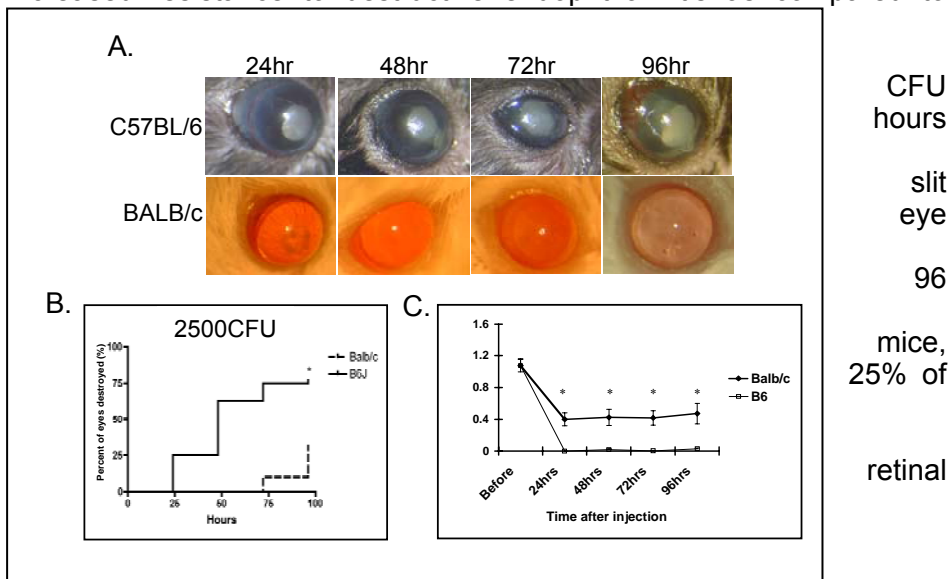 A.
24hr 48hr 72hr 96hr
C57BL/6
BALB/c
B.
2500CFU
Percent of eyes destroyed (%)
100
75
50
25
0
0 25 50 75 100
Hours
Balb/c
B6J
*
C.
1.6
1.2
0.8
0.4
0
* * * *
Before 24hrs 48hrs 72hrs 96hrs
Time after injection
Balb/c
B6
CFU
hours
slit
eye
96
mice,
25% of
retinal